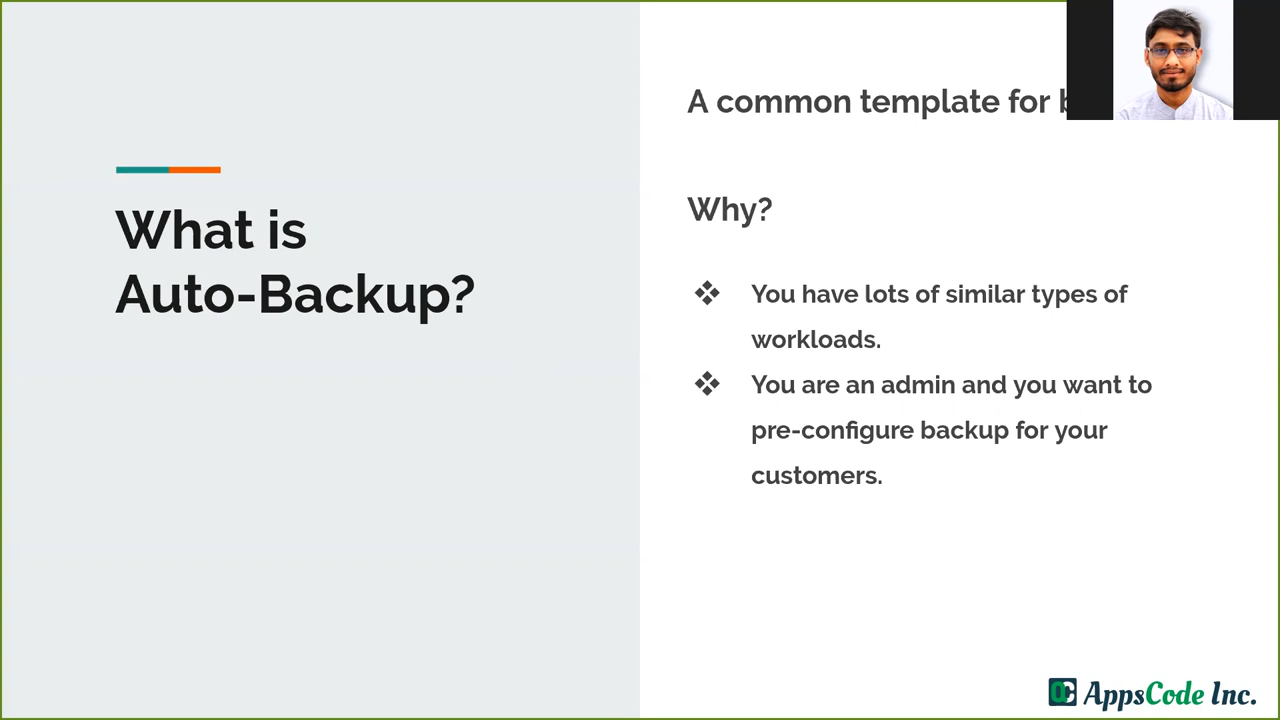 What is
Auto-Backup?
A common template for
Why?
❖ You have lots of similar types of
workloads.
❖ You are an admin and you want to
pre-configure backup for your
customers.
AppsCode Inc.